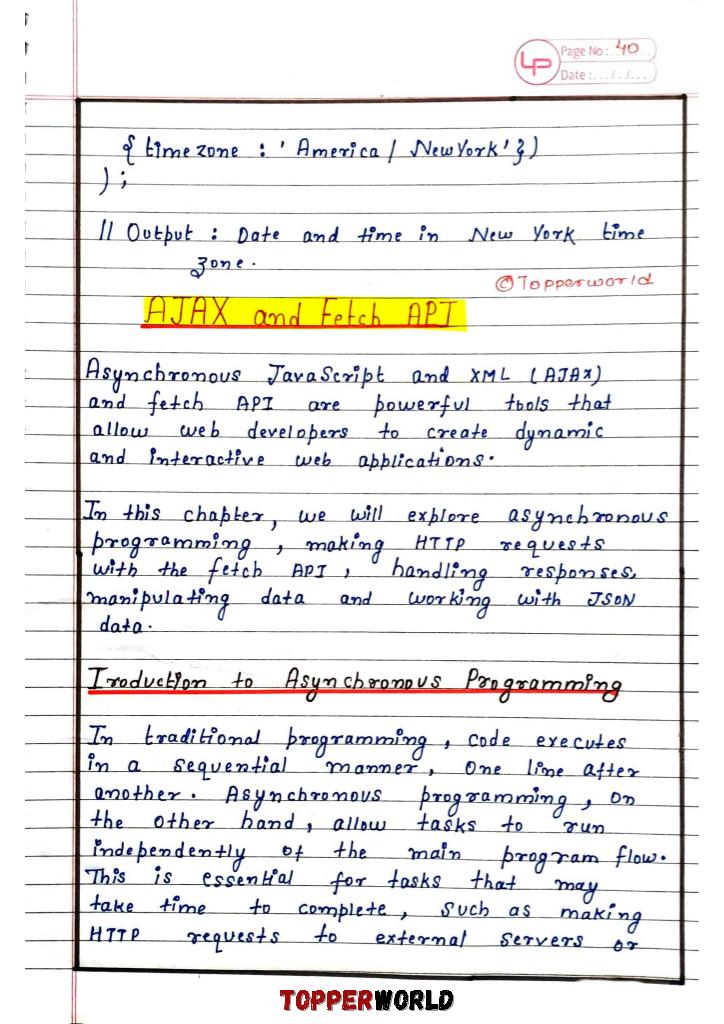 LP
Page No : 40
Date : .../../....
{ timezone : ' America / NewYork' })
) ;
// Output : Date and time in New York time
zone.
©Topperworld
AJAX and Fetch API
Asynchronous JavaScript and XML (AJAX)
and fetch API are powerful tools that
allow web developers to create dynamic
and interactive web applications.
In this chapter, we will explore asynchronous
programming, making HTTP requests
with the fetch API, handling responses,
manipulating data and working with JSON
data.
Iroduction to Asynchronous Programming
In traditional programming, code executes
in a sequential manner, one line after
another. Asynchronous programming, on
the other hand, allow tasks to run
independently of the main program flow.
This is essential for tasks that may
take time to complete, such as making
HTTP requests to external servers or
TOPPERWORLD